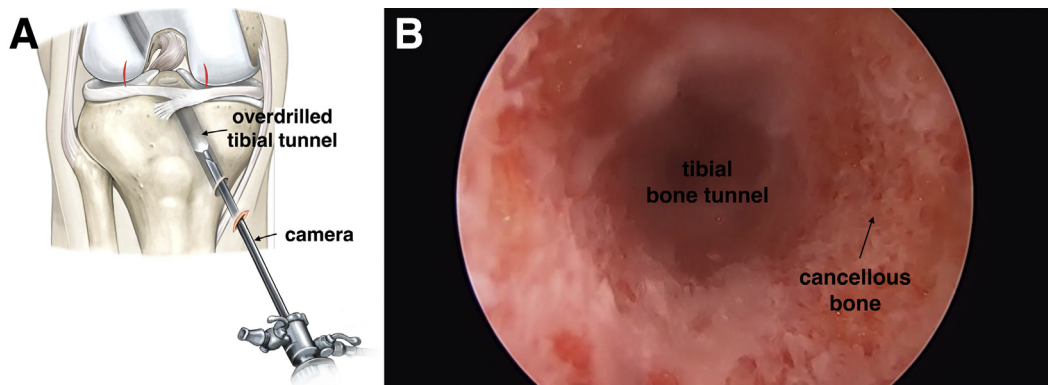 A
overdrilled
tibial tunnel
camera
B
tibial
bone tunnel
cancellous
bone